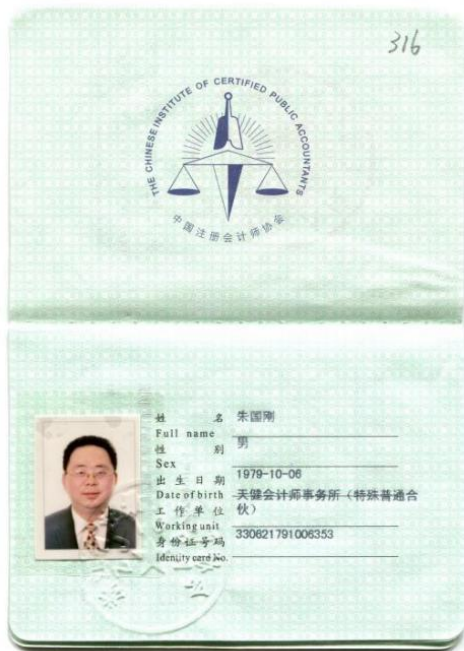 316
THE CHINESE INSTITUTE OF CERTIFIED PUBLIC ACCOUNTANTS
中国注册会计师协会
姓 名 朱国刚
Full name
性 别 男
Sex
出生日期 1979-10-06
Date of birth
工作单位 天健会计师事务所（特殊普通合
伙）
Working unit
身份证号码 330621791006353
Identity card No.